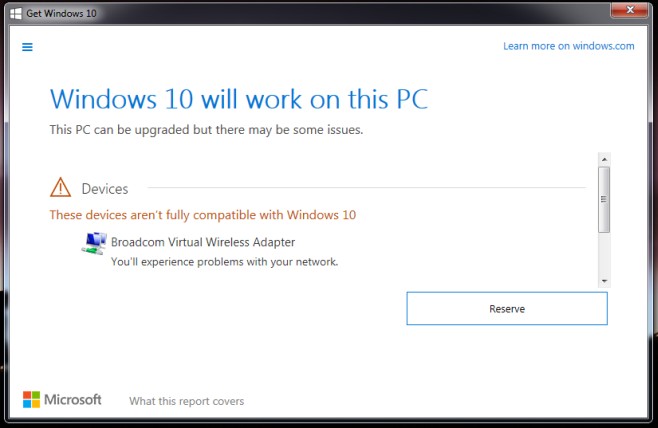 Get Windows 10
Learn more on windows.com
Windows 10 will work on this PC
This PC can be upgraded but there may be some issues.
Devices
These devices aren't fully compatible with Windows 10
Broadcom Virtual Wireless Adapter
You'll experience problems with your network.
Reserve
Microsoft
What this report covers